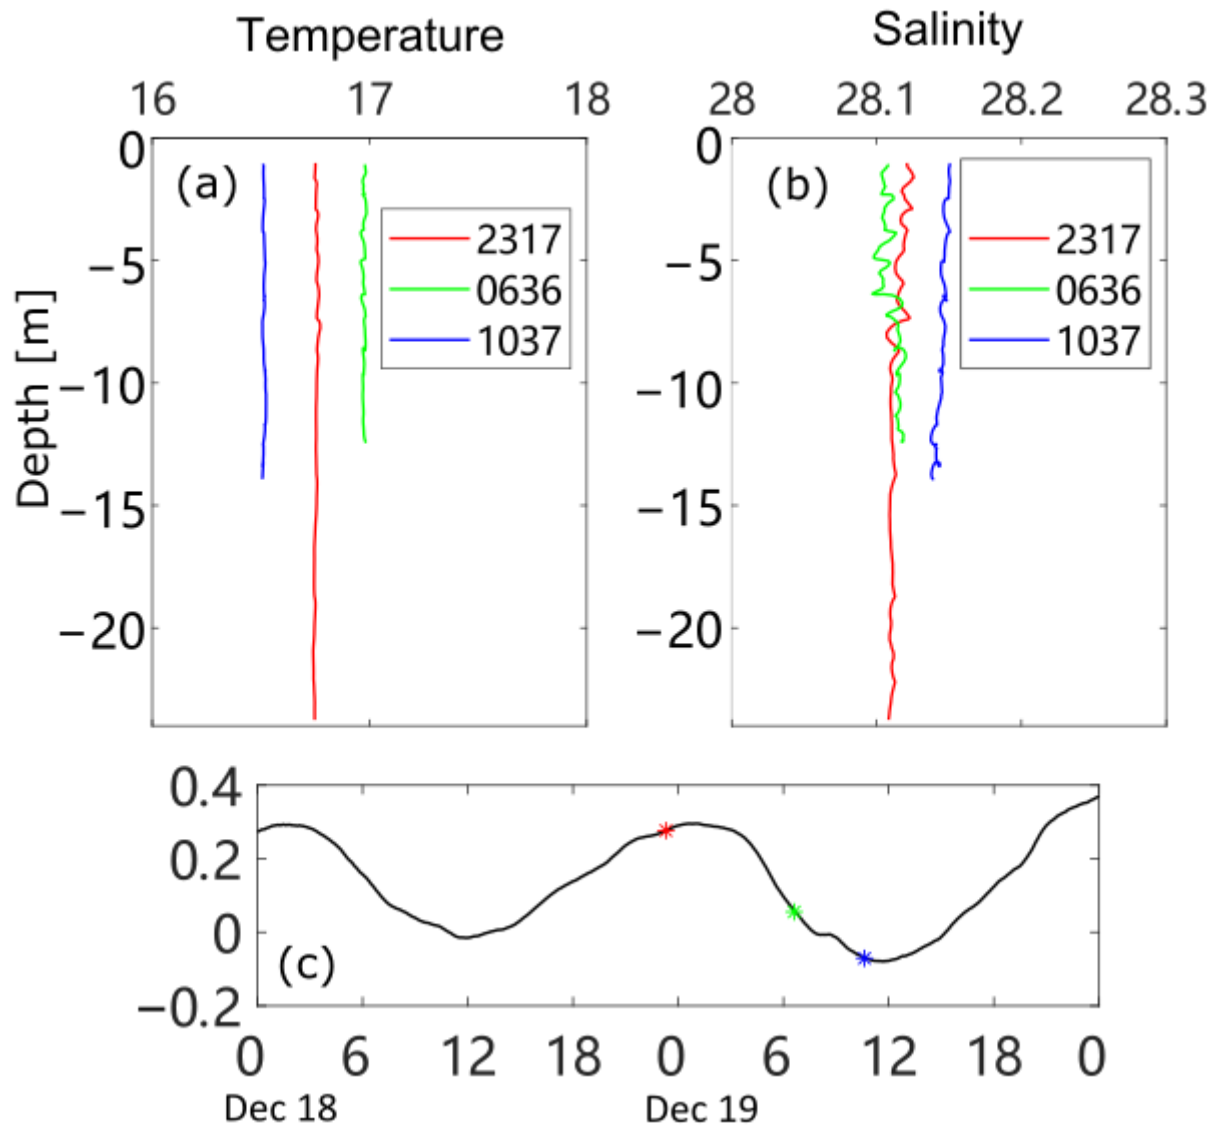 Temperature Salinity
16 17 18 28 28.1 28.2 28.3
0 (a) 0 (b)
2317 2317
−5 0636 −5 0636
1037 1037
Depth [m]
−10 −10
−15 −15
−20 −20
0.4
0.2
0
(c)
−0.2
0 6 12 18 0 6 12 18 0
Dec 18 Dec 19